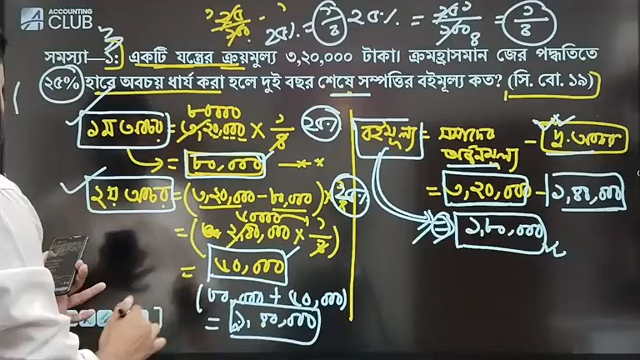 ACCOUNTING
CLUB
২৫% = ২৫/১০০ = ১/৪
সমস্যা—১: একটি যন্ত্রের ক্রয়মূল্য ৩,২০,০০০ টাকা। ক্রমহ্রাসমান জের পদ্ধতিতে
২৫% হারে অবচয় ধার্য করা হলে দুই বছর শেষে সম্পত্তির বইমূল্য কত? (সি. বো. ১৯)
৮০০০০
১ম অবচয় = ৩,২০,০০০ × ১/৪ ২৫%
→ = ৮০,০০০
২য় অবচয় = (৩,২০,০০০ – ৮০,০০০) × ২৫%
= (২,৪০,০০০ × ১/৪)
= ৬০,০০০
(৮০,০০০ + ৬০,০০০)
= ১,৪০,০০০
বইমূল্য = – পু. অবচয়
= ৩,২০,০০০ – ১,৪০,০০০
= ১,৮০,০০০